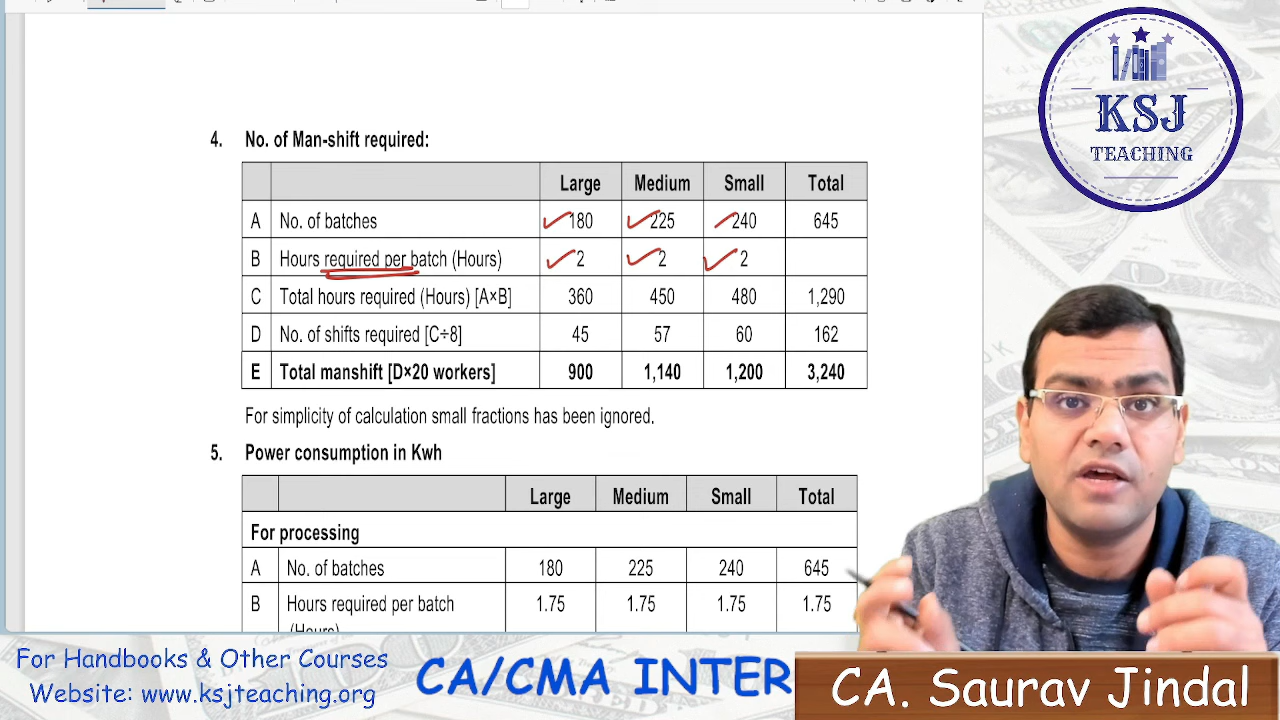 4. No. of Man-shift required:
Large Medium Small Total
A No. of batches 180 225 240 645
B Hours required per batch (Hours) 2 2 2
C Total hours required (Hours) [A×B] 360 450 480 1,290
D No. of shifts required [C÷8] 45 57 60 162
E Total manshift [D×20 workers] 900 1,140 1,200 3,240
For simplicity of calculation small fractions has been ignored.
5. Power consumption in Kwh
Large Medium Small Total
For processing
A No. of batches 180 225 240 645
B Hours required per batch 1.75 1.75 1.75 1.75
(Hours)
KSJ
TEACHING
For Handbooks & Other Courses
Website: www.ksjteaching.org
CA/CMA INTER
CA. Saurav Jindal